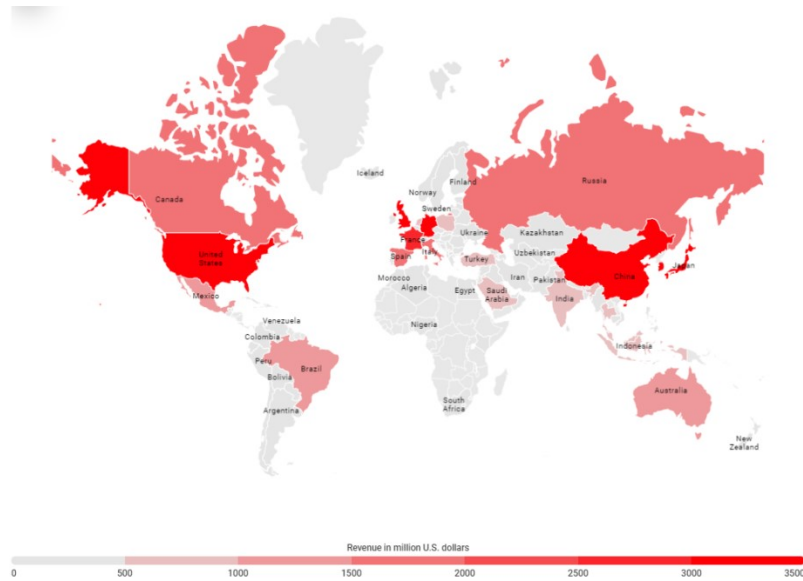 Iceland
Finland
Norway
Russia
Canada
Sweden
Ukraine
Kazakhstan
France
United
States
Spain
Italy
Turkey
Uzbekistan
China
Japan
Morocco
Algeria
Egypt
Iran
Pakistan
Saudi
Arabia
India
Mexico
Venezuela
Nigeria
Colombia
Indonesia
Peru
Brazil
Bolivia
Australia
South
Africa
Argentina
New
Zealand
Revenue in million U.S. dollars
0 500 1000 1500 2000 2500 3000 3500